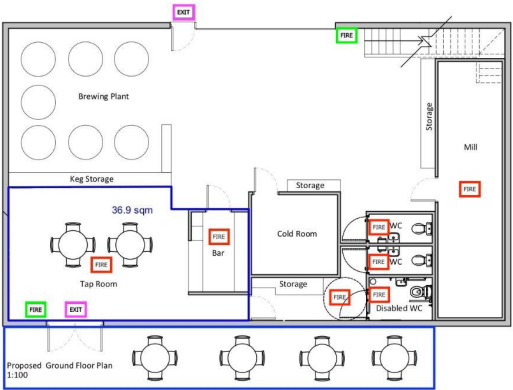 EXIT
FIRE
Brewing Plant
Storage
Mill
Keg Storage
Storage
FIRE
36.9 sqm
FIRE WC
FIRE
Bar
Cold Room
FIRE WC
FIRE
Tap Room
Storage
FIRE
FIRE
Disabled WC
FIRE
EXIT
Proposed Ground Floor Plan
1:100